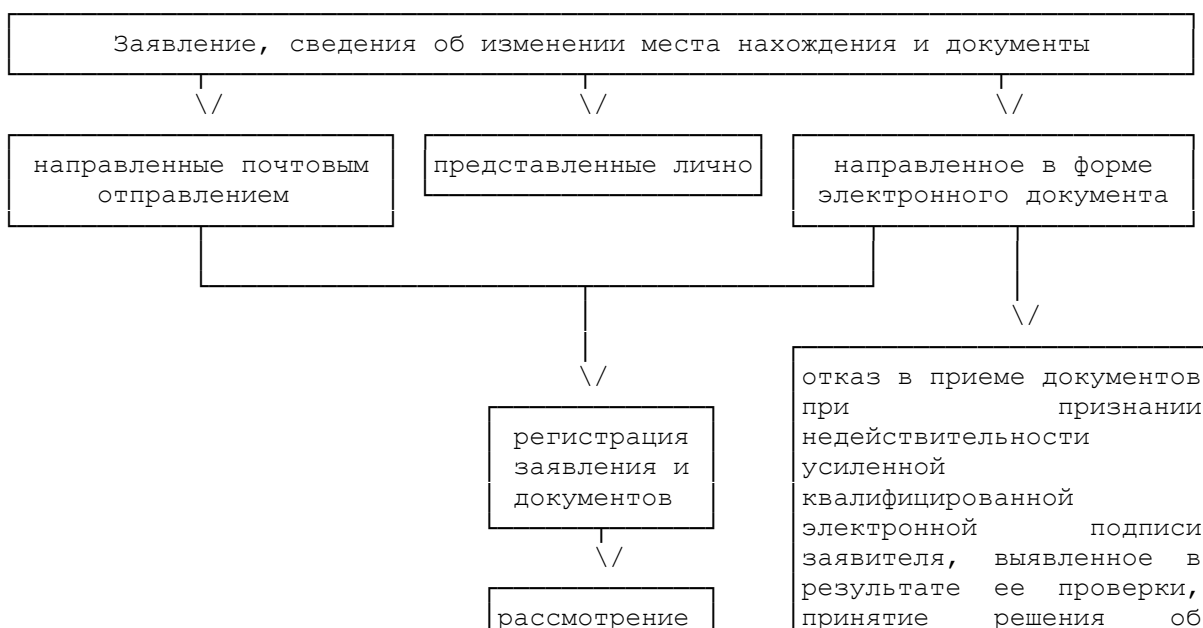 Заявление, сведения об изменении места нахождения и документы
направленные почтовым
отправлением
представленные лично
направленное в форме
электронного документа
регистрация
заявления и
документов
рассмотрение
отказ в приеме документов
при признании
недействительности
усиленной
квалифицированной
электронной подписи
заявителя, выявленное в
результате ее проверки,
принятие решения об